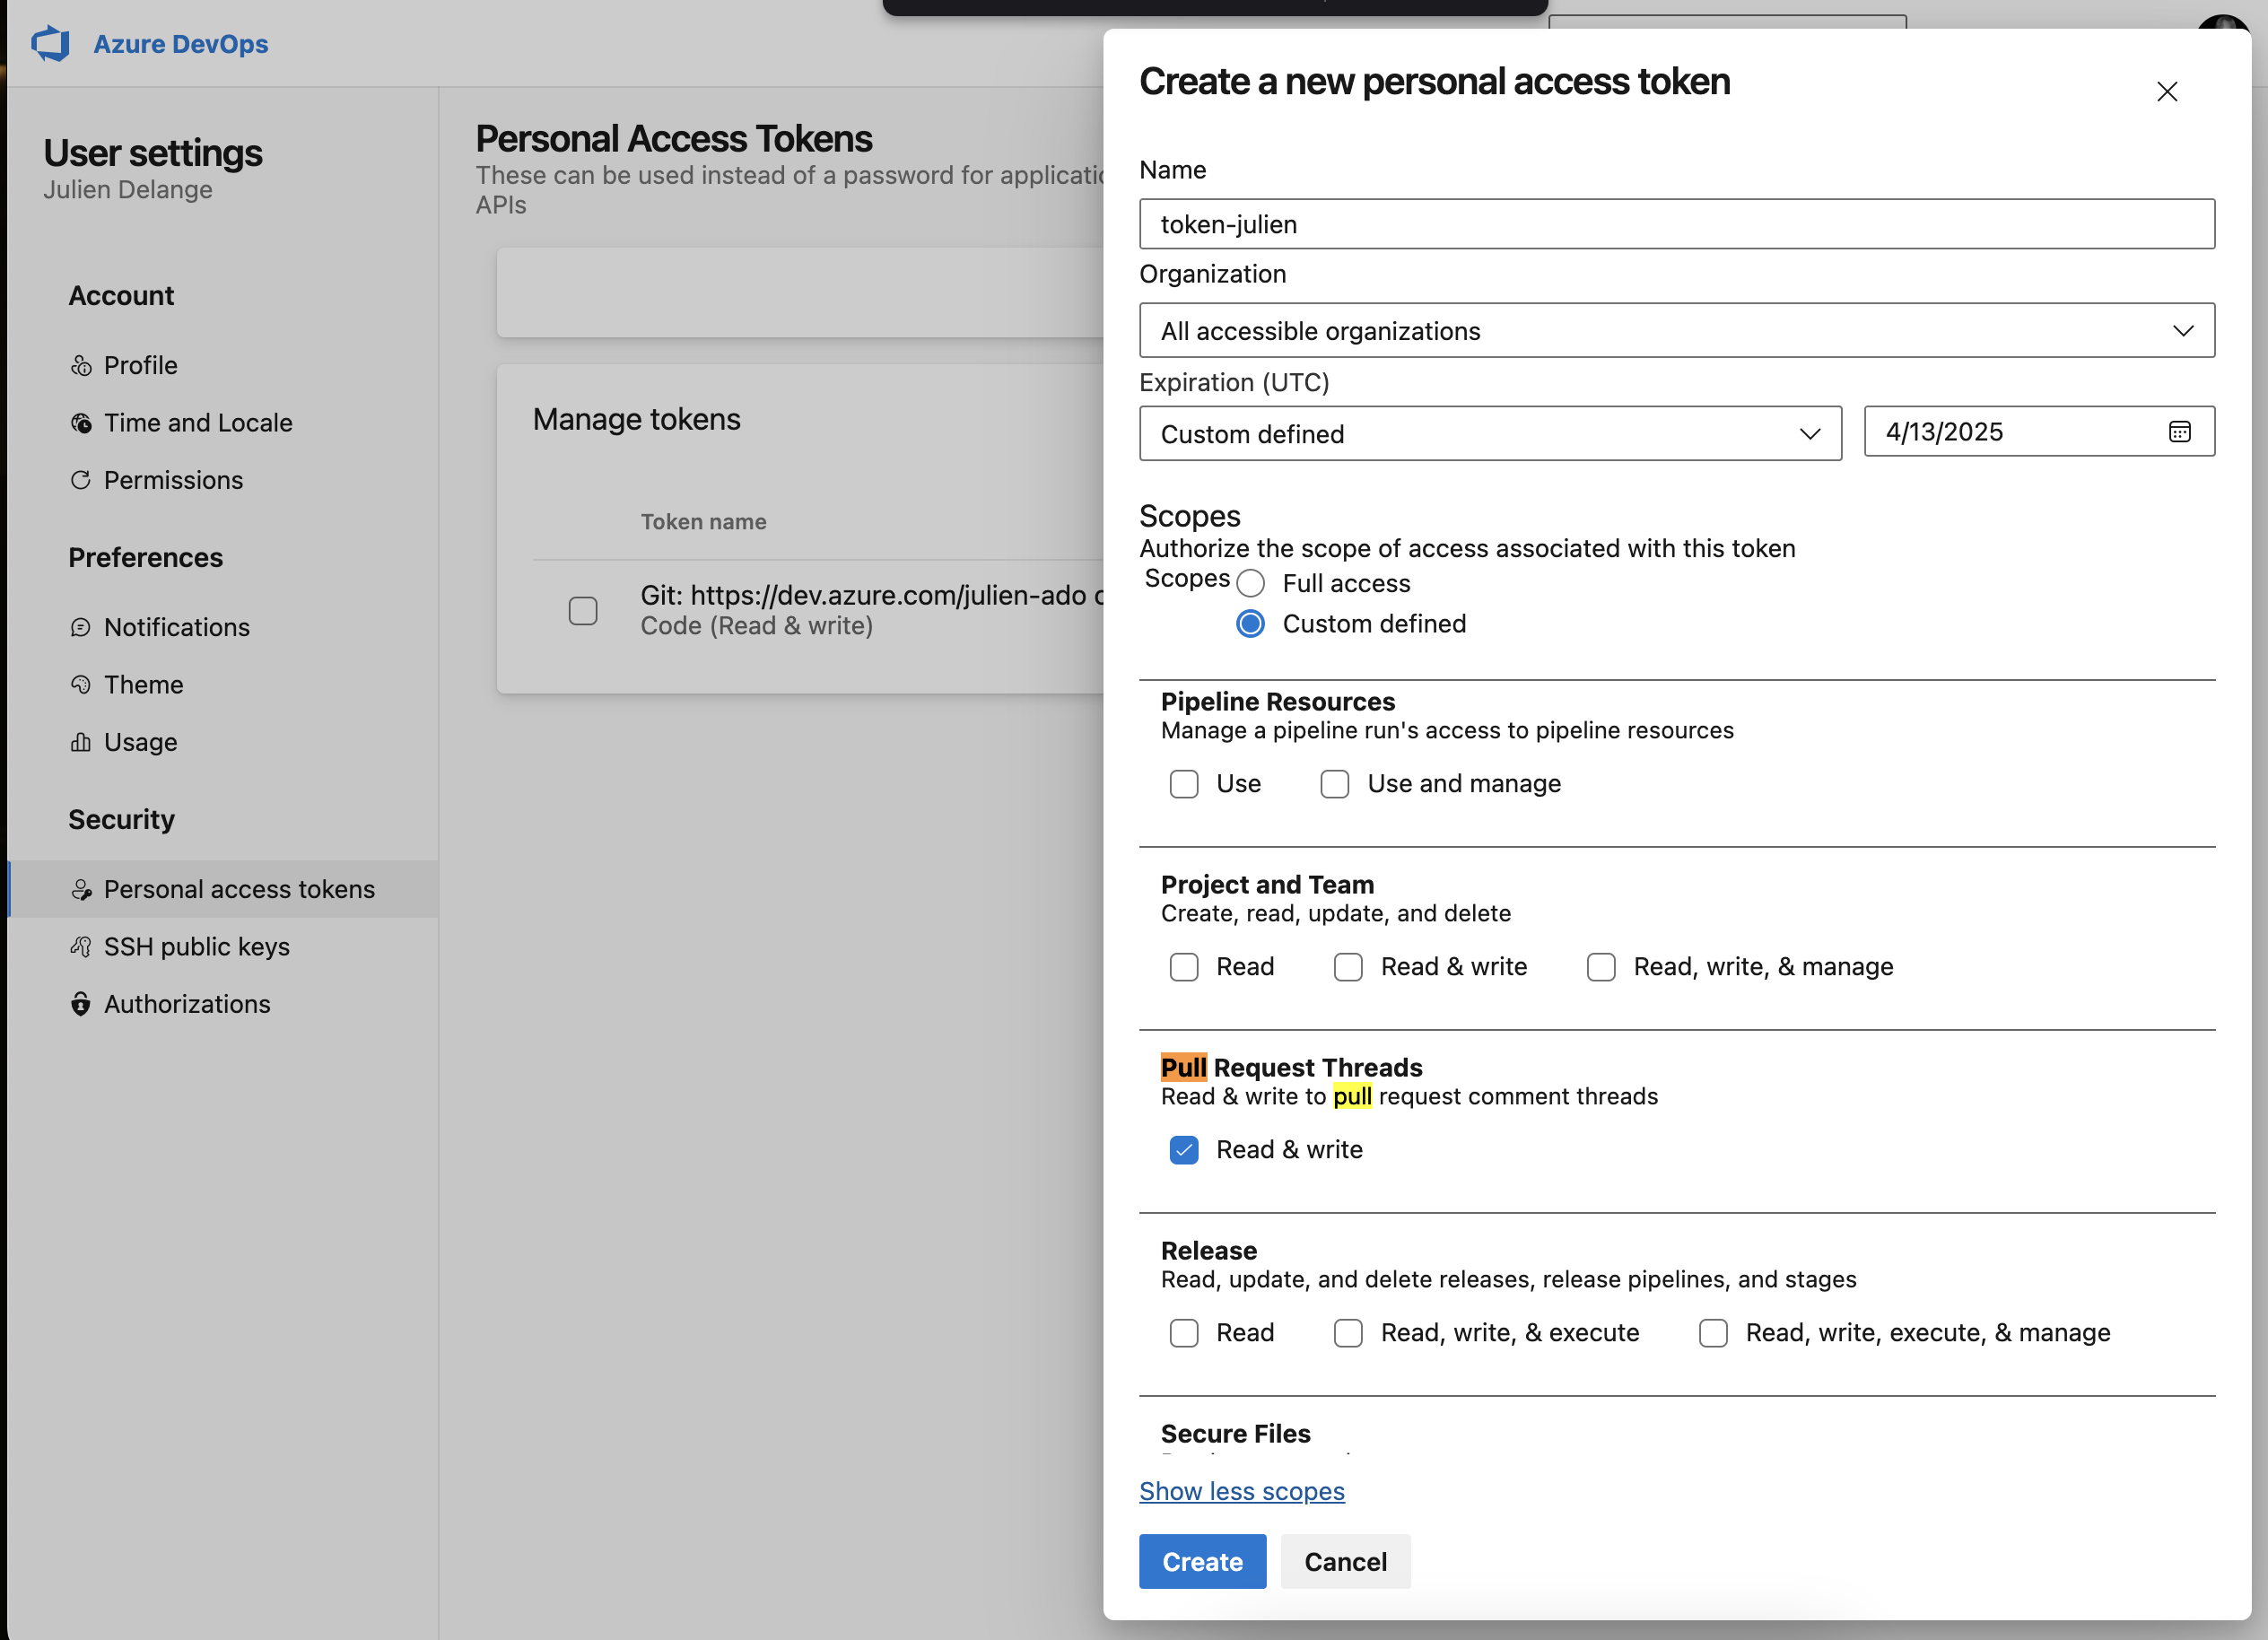 Azure DevOps
User settings
Julien Delange
Account
Profile
Time and Locale
Permissions
Preferences
Notifications
Theme
Usage
Security
Personal access tokens
SSH public keys
Authorizations
Personal Access Tokens
These can be used instead of a password for applicatio
APIs
Manage tokens
Token name
Git: https://dev.azure.com/julien-ado o
Code (Read & write)
Create a new personal access token
Name
token-julien
Organization
All accessible organizations
Expiration (UTC)
Custom defined
4/13/2025
Scopes
Authorize the scope of access associated with this token
Scopes Full access
Custom defined
Pipeline Resources
Manage a pipeline run's access to pipeline resources
Use Use and manage
Project and Team
Create, read, update, and delete
Read Read & write Read, write, & manage
Pull Request Threads
Read & write to pull request comment threads
Read & write
Release
Read, update, and delete releases, release pipelines, and stages
Read Read, write, & execute Read, write, execute, & manage
Secure Files
Show less scopes
Create Cancel